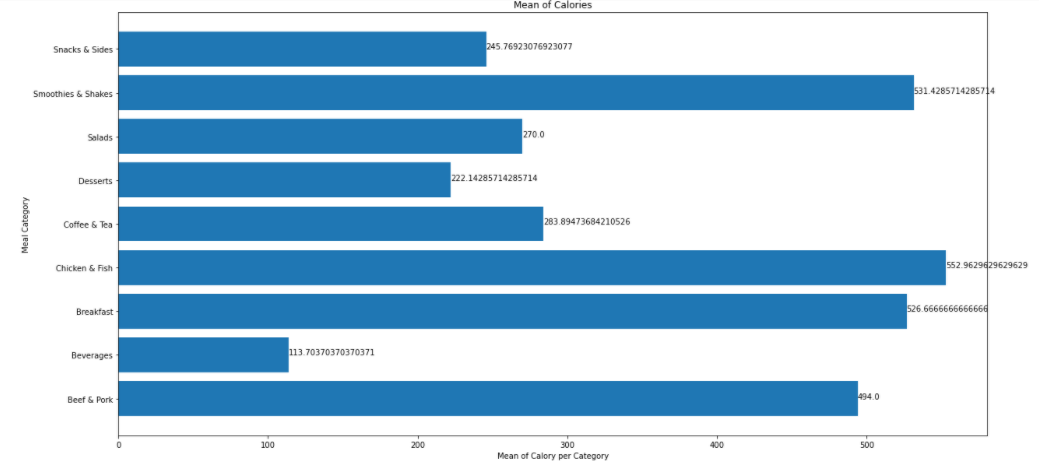 Mean of Calories
Snacks & Sides
245.76923076923077
Smoothies & Shakes
531.4285714285714
Salads
270.0
Desserts
222.14285714285714
Coffee & Tea
283.89473684210526
Chicken & Fish
552.9629629629629
Breakfast
526.6666666666666
Beverages
113.70370370370371
Beef & Pork
494.0
Meal Category
0 100 200 300 400 500
Mean of Calory per Category